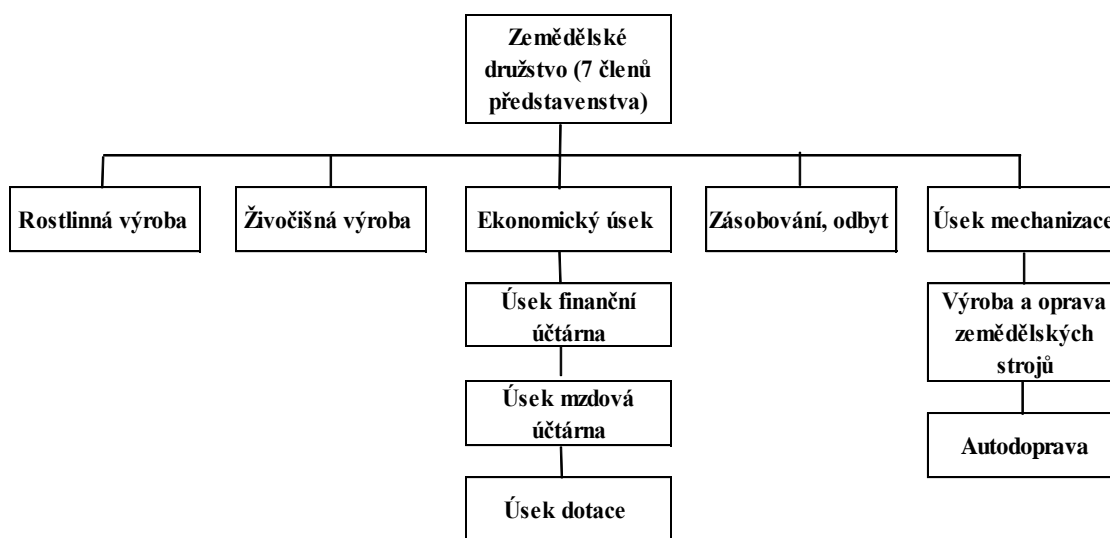 Zemědělské
družstvo (7 členů
představenstva)
Rostlinná výroba
Živočišná výroba
Ekonomický úsek
Zásobování, odbyt
Úsek mechanizace
Úsek finanční
účtárna
Výroba a oprava
zemědělských
strojů
Úsek mzdová
účtárna
Autodoprava
Úsek dotace